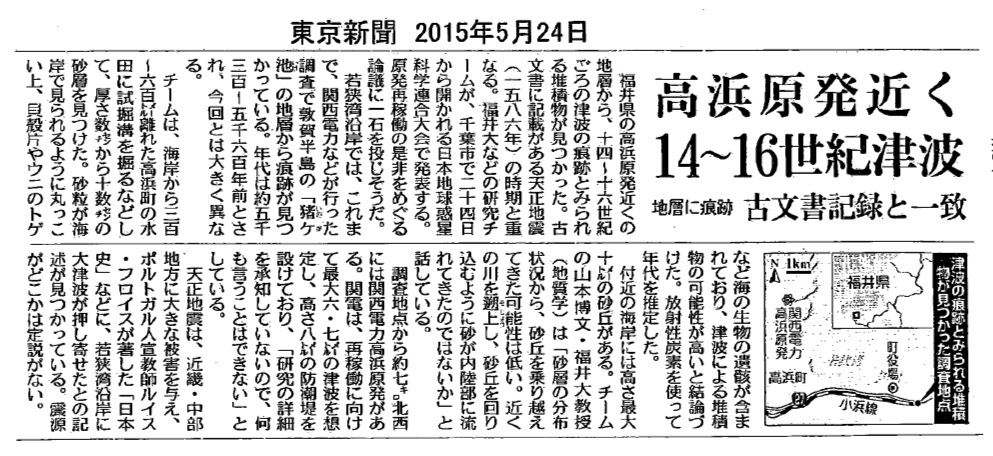 東京新聞 2015年5月24日
高浜原発近く
14～16世紀津波
地層に痕跡 古文書記録と一致
福井県の高浜原発近くの
地層から、十四～十六世紀
ごろの津波の痕跡とみられ
る堆積物が見つかった。古
文書に記載がある天正地震
（一五八六年）の時期と重
なる。福井大などの研究チ
ームが、千葉市で二十四日
から開かれる日本地球惑星
科学連合大会で発表する。
原発再稼働の是非をめぐる
論議に一石を投じそうだ。
若狭湾沿岸では、これま
で、関西電力などが行った
調査で敦賀半島の「猪ケ
池」の地層から痕跡が見つ
かっている。年代は約五千
三百～五千六百年前とさ
れ、今回とは大きく異な
る。
チームは、海岸から三百
～六百㍍離れた高浜町の水
田に試掘溝を掘るなどし
て、厚さ数㌢から十数㌢の
砂層を見つけた。砂粒が海
岸で見られるように丸っこ
い上、貝殻片やウニのトゲ
など海の生物の遺骸が含ま
れており、津波による堆積
物の可能性が高いと結論づ
けた。放射性炭素を使って
年代を推定した。
付近の海岸には高さ最大
十㍍の砂丘がある。チーム
の山本博文・福井大教授
（地質学）は「砂層の分布
状況から、砂丘を乗り越え
てきた可能性は低い。近く
の川を遡上し、砂丘を回り
込むように砂が内陸部に流
れてきたのではないか」と
話している。
調査地点から約七㌔北西
には関西電力高浜原発があ
る。関電は、再稼働に向け
て最大六・七㍍の津波を想
定し、高さ八㍍の防潮堤を
設けており、「研究の詳細
を承知していないので、何
も言うことはできない」と
している。
天正地震は、近畿・中部
地方に大きな被害を与え、
ポルトガル人宣教師ルイス
・フロイスが著した「日本
史」などに、若狭湾沿岸に
大津波が押し寄せたとの記
述が見つかっている。震源
がどこかは定説がない。
津波の痕跡とみられる堆積
物が見つかった調査地点
1km
N
福井県
関西電力
高浜原発
町役場
高浜町
小浜線
27